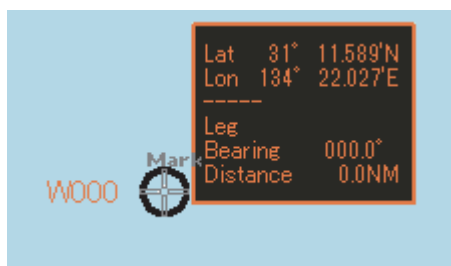 Lat 31° 11.589'N
Lon 134° 22.027'E
-----
Leg
Bearing 000.0°
Distance 0.0NM
Mark
W000